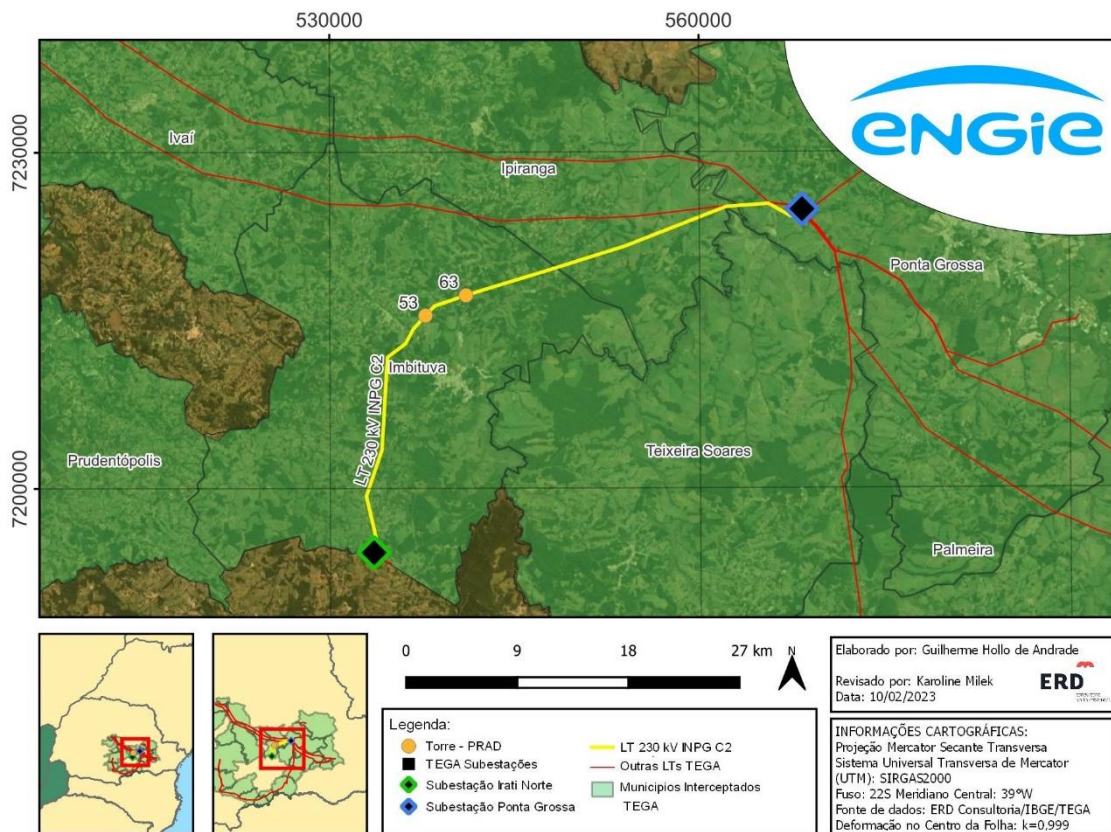 530000
560000
7230000
7200000
ENGIE
Ivaí
Ipiranga
Ponta Grossa
63
53
Imbituva
LT 230 kV INPG C2
Teixeira Soares
Prudentópolis
Palmeira
0 9 18 27 km
N
Legenda:
Torre - PRAD
TEGA Subestações
Subestação Irati Norte
Subestação Ponta Grossa
LT 230 kV INPG C2
Outras LTs TEGA
Municipios Interceptados
TEGA
Elaborado por: Guilherme Hollo de Andrade
Revisado por: Karoline Milek
Data: 10/02/2023
ERD
INFORMAÇÕES CARTOGRÁFICAS:
Projeção Mercator Secante Transversa
Sistema Universal Transversa de Mercator
(UTM): SIRGAS2000
Fuso: 22S Meridiano Central: 39°W
Fonte de dados: ERD Consultoria/IBGE/TEGA
Deformação no Centro da Folha: k=0,999